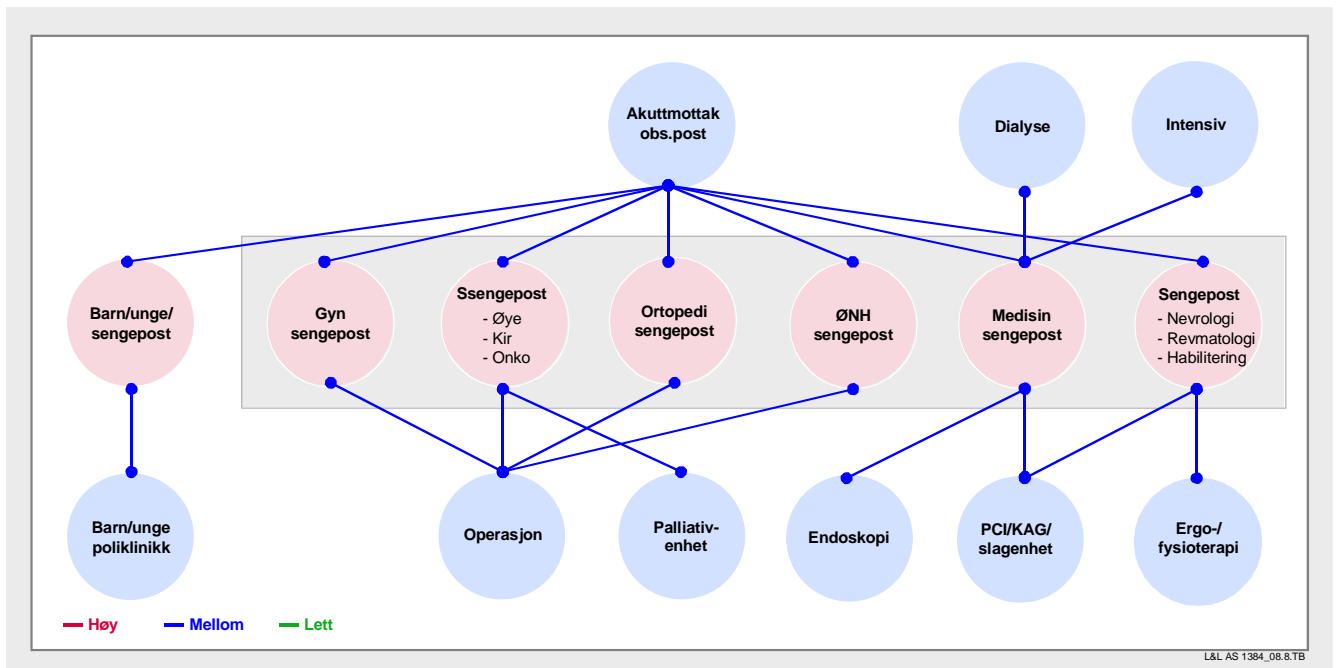 Akuttmottak
obs.post
Dialyse
Intensiv
Barn/unge/
sengepost
Gyn
sengepost
Ssengepost
- Øye
- Kir
- Onko
Ortopedi
sengepost
ØNH
sengepost
Medisin
sengepost
Sengepost
- Nevrologi
- Revmatologi
- Habilitering
Barn/unge
poliklinikk
Operasjon
Palliativ-
enhet
Endoskopi
PCI/KAG/
slagenhet
Ergo-/
fysioterapi
Høy
Mellom
Lett
L&L AS 1384_08.8.TB